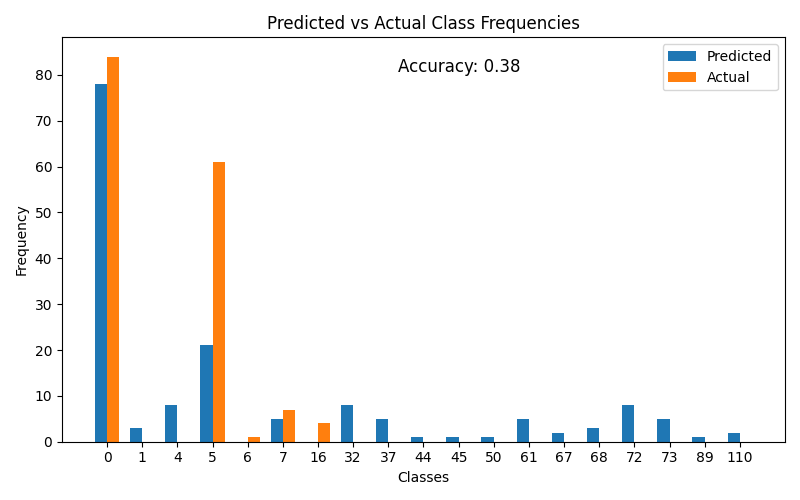 Predicted vs Actual Class Frequencies
Accuracy: 0.38
Predicted
Actual
Frequency
80
70
60
50
40
30
20
10
0
0 1 4 5 6 7 16 32 37 44 45 50 61 67 68 72 73 89 110
Classes